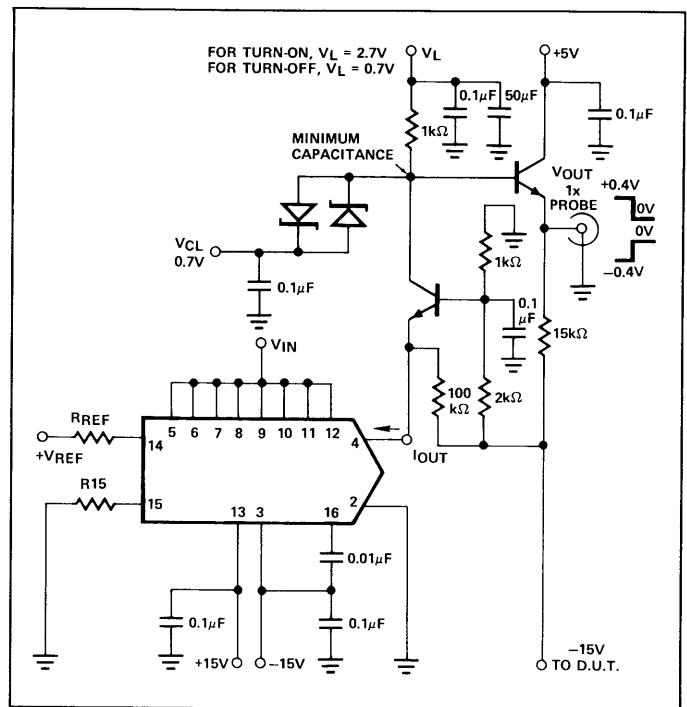 FOR TURN-ON, VL = 2.7V
FOR TURN-OFF, VL = 0.7V
VL
+5V
0.1µF
50µF
0.1µF
1kΩ
MINIMUM
CAPACITANCE
VOUT
1x
PROBE
+0.4V
0V
0V
−0.4V
VCL
0.7V
0.1µF
1kΩ
0.1
µF
15kΩ
VIN
100
kΩ
2kΩ
RREF
+VREF
5 6 7 8 9 10 11 12
14
4
IOUT
R15
15
2
13 3 16
0.01µF
0.1µF
0.1µF
+15V
−15V
−15V
TO D.U.T.